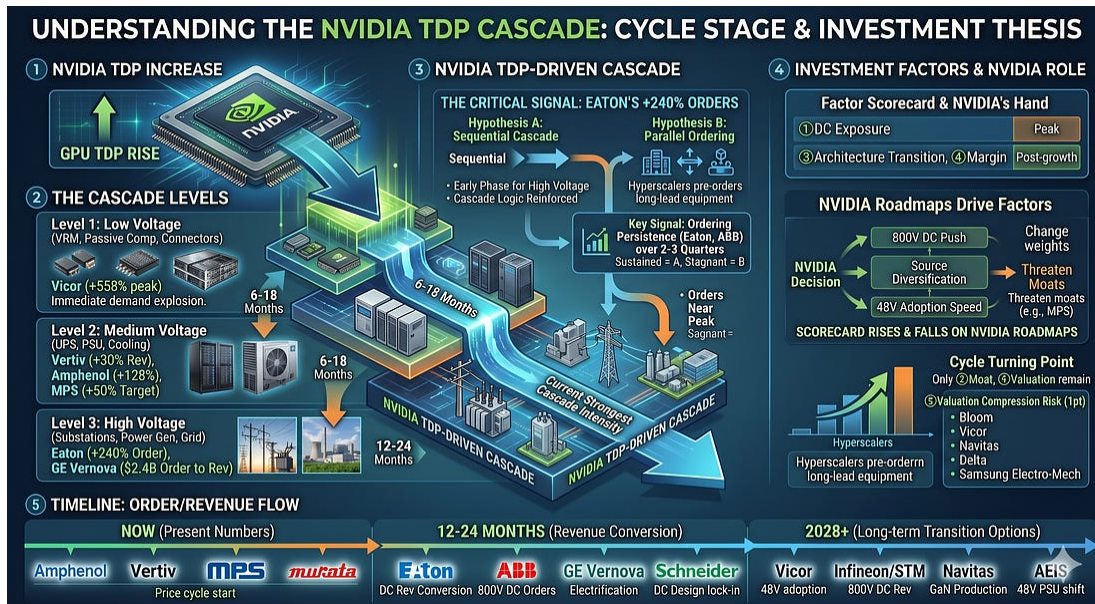 UNDERSTANDING THE NVIDIA TDP CASCADE: CYCLE STAGE & INVESTMENT THESIS
1 NVIDIA TDP INCREASE
GPU TDP RISE
NVIDIA
2 THE CASCADE LEVELS
Level 1: Low Voltage
(VRM, Passive Comp, Connectors)
Vicor (+558% peak)
Immediate demand explosion.
6-18
Months
Level 2: Medium Voltage
(UPS, PSU, Cooling)
Vertiv (+30% Rev),
Amphenol (+128%),
MPS (+50% Target)
6-18
Months
Level 3: High Voltage
(Substations, Power Gen, Grid)
Eaton (+240% Order),
GE Vernova ($2.4B Order to Rev)
12-24
Months
6-18 Months
Current Strongest
Cascade Intensity
NVIDIA TDP-DRIVEN CASCADE
NVIDIA TDP-DRIVEN CASCADE
3 NVIDIA TDP-DRIVEN CASCADE
THE CRITICAL SIGNAL: EATON'S +240% ORDERS
Hypothesis A:
Sequential Cascade
Sequential
• Early Phase for High Voltage
• Cascade Logic Reinforced
Hypothesis B:
Parallel Ordering
Hyperscalers pre-orders
long-lead equipment
Key Signal: Ordering
Persistence (Eaton, ABB)
over 2-3 Quarters
Sustained = A, Stagnant = B
• Orders
Near
Peak
Sagnant =
4 INVESTMENT FACTORS & NVIDIA ROLE
Factor Scorecard & NVIDIA's Hand
①DC Exposure Peak
③Architecture Transition, ④Margin Post-growth
NVIDIA Roadmaps Drive Factors
NVIDIA
Decision
800V DC Push
Source
Diversification
48V Adoption Speed
Change
weights
Threaten
Moats
Threaten moats
(e.g., MPS)
SCORECARD RISES & FALLS ON NVIDIA ROADMAPS
Hyperscalers
Hyperscalers pre-ordern
long-lead equipment
Cycle Turning Point
Only ②Moat, ④Valuation remain
⑤Valuation Compression Risk (1pt)
• Bloom
• Vicor
• Navitas
• Delta
• Samsung Electro-Mech
5 TIMELINE: ORDER/REVENUE FLOW
NOW (Present Numbers)
Amphenol Vertiv MPS muRata
Price cycle start
12-24 MONTHS (Revenue Conversion)
Eaton ABB GE Vernova Schneider
DC Rev Conversion 800V DC Orders Electrification DC Design lock-in
2028+ (Long-term Transition Options)
Vicor Infineon/STM Navitas AEIS
48V adoption 800V DC Rev GaN Production 48V PSU shift